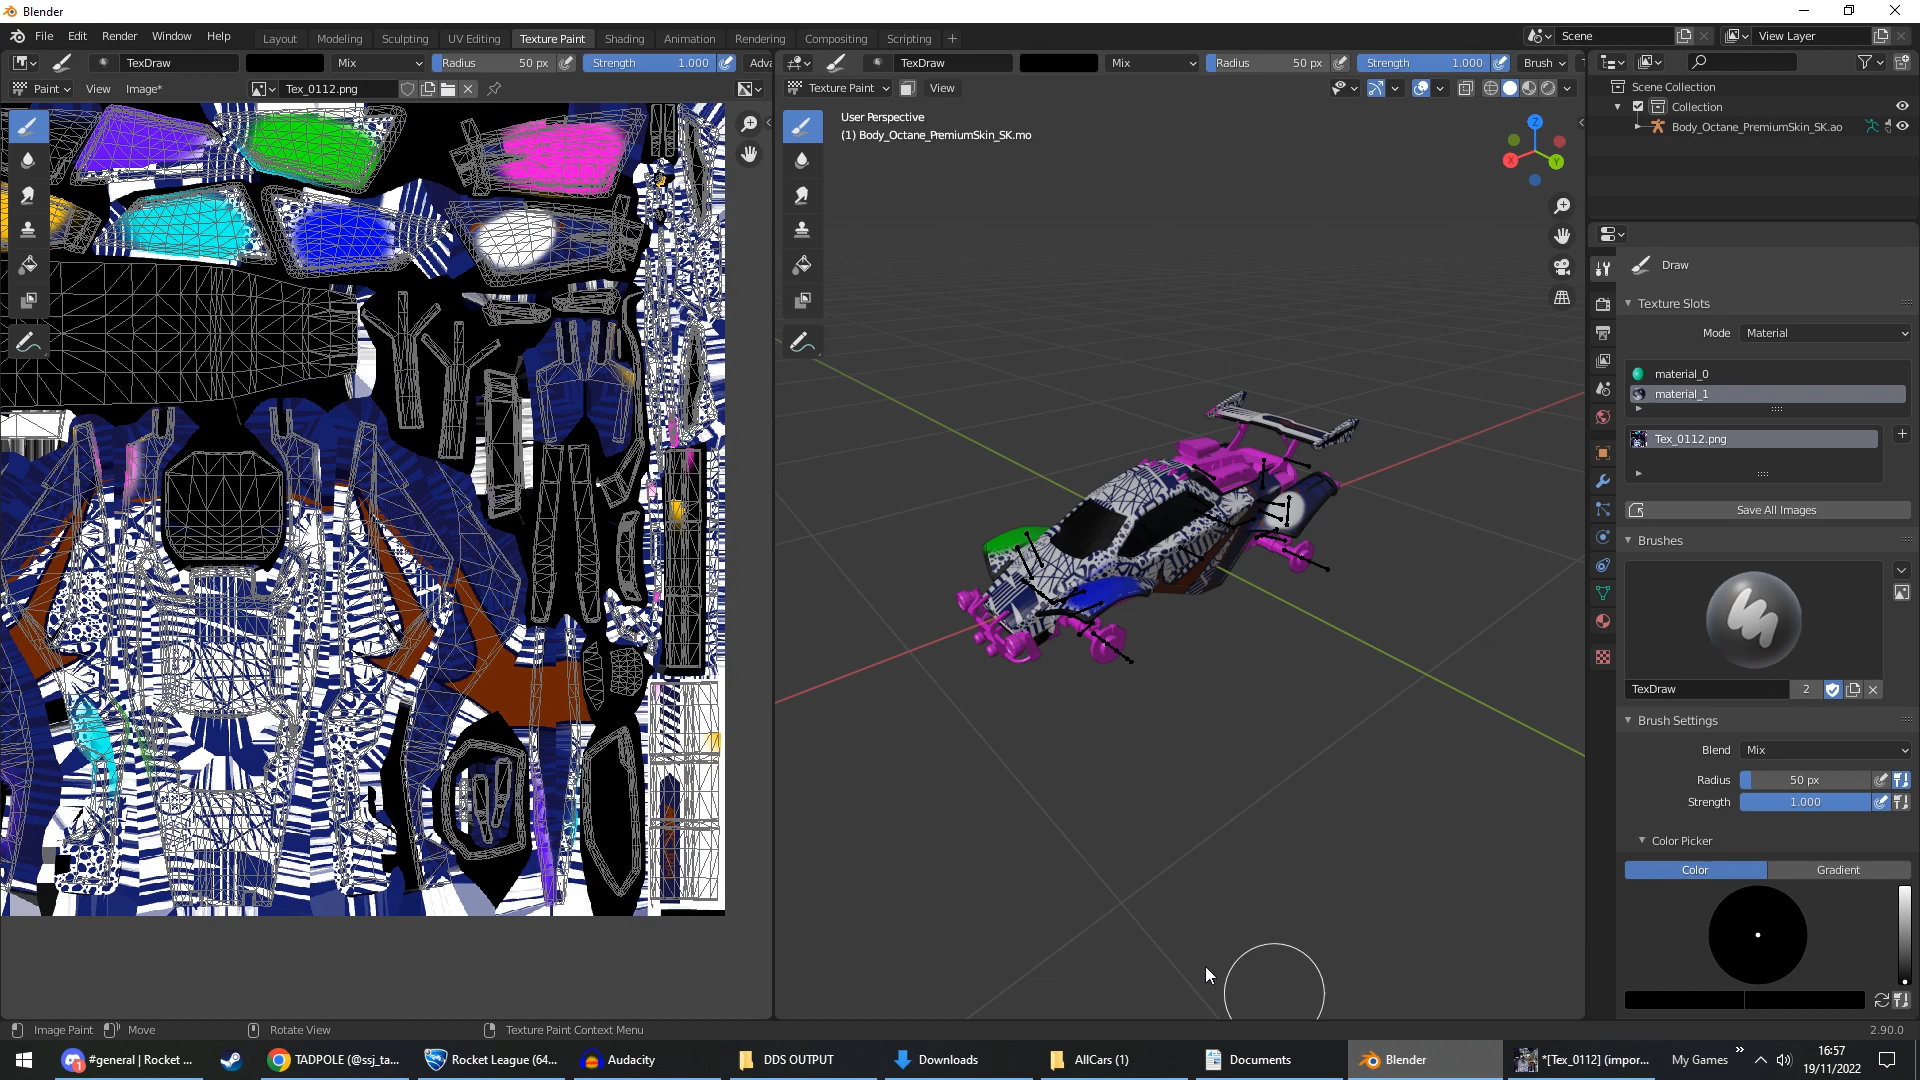 Blender
File Edit Render Window Help
Layout Modeling Sculpting UV Editing Texture Paint Shading Animation Rendering Compositing Scripting +
Scene
View Layer
TexDraw Mix Radius 50 px Strength 1.000 Adva
TexDraw Mix Radius 50 px Strength 1.000 Brush
Paint View Image* Tex_0112.png
Texture Paint View
User Perspective
(1) Body_Octane_PremiumSkin_SK.mo
Z
X
Y
Scene Collection
Collection
Body_Octane_PremiumSkin_SK.ao
Draw
Texture Slots
Mode Material
material_0
material_1
Tex_0112.png
Save All Images
Brushes
TexDraw 2
Brush Settings
Blend Mix
Radius 50 px
Strength 1.000
Color Picker
Color Gradient
Image Paint Move Rotate View Texture Paint Context Menu 2.90.0
#general | Rocket ...
TADPOLE (@ssj_ta...
Rocket League (64...
Audacity
DDS OUTPUT
Downloads
AllCars (1)
Documents
Blender
*[Tex_0112] (impor...
My Games
16:57
19/11/2022